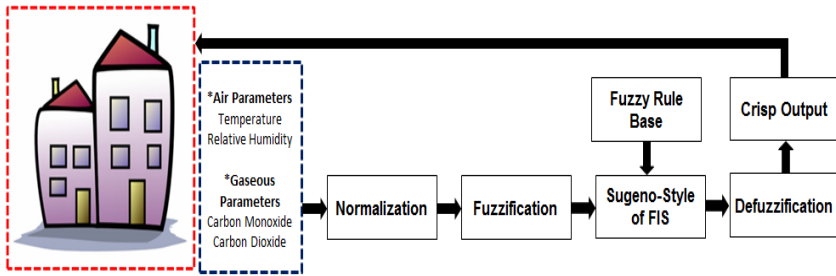 *Air Parameters
Temperature
Relative Humidity
*Gaseous
Parameters
Carbon Monoxide
Carbon Dioxide
Normalization
Fuzzification
Fuzzy Rule
Base
Sugeno-Style
of FIS
Defuzzification
Crisp Output